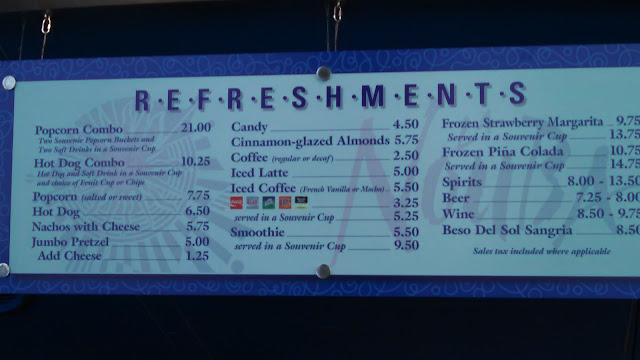 R·E·F·R·E·S·H·M·E·N·T·S
Popcorn Combo 21.00
Two Souvenir Popcorn Buckets and
Two Soft Drinks in a Souvenir Cup
Hot Dog Combo 10.25
Hot Dog and Soft Drink in a Souvenir Cup
and choice of Fruit Cup or Chips
Popcorn (salted or sweet) 7.75
Hot Dog 6.50
Nachos with Cheese 5.75
Jumbo Pretzel 5.00
Add Cheese 1.25
Candy 4.50
Cinnamon-glazed Almonds 5.75
Coffee (regular or decaf) 2.50
Iced Latte 5.00
Iced Coffee (French Vanilla or Mocha) 5.50
3.25
served in a Souvenir Cup 5.25
Smoothie 5.50
served in a Souvenir Cup 9.50
Frozen Strawberry Margarita 9.75
Served in a Souvenir Cup 13.75
Frozen Piña Colada 10.75
Served in a Souvenir Cup 14.75
Spirits 8.00 - 13.50
Beer 7.25 - 8.00
Wine 8.50 - 9.75
Beso Del Sol Sangria 8.50
Sales tax included where applicable